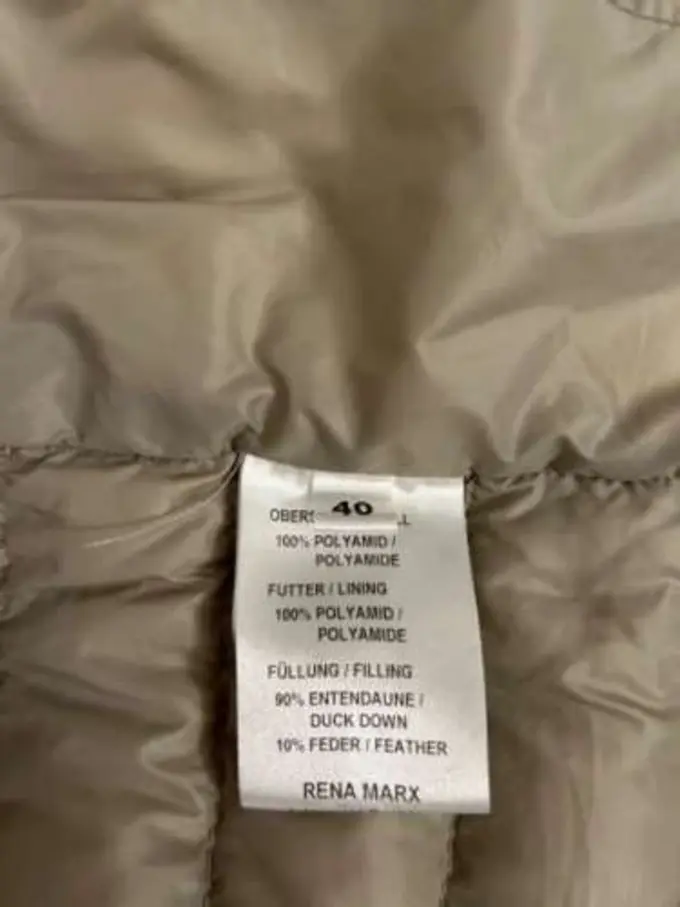 40
100% POLYAMID /
POLYAMIDE
FUTTER / LINING
100% POLYAMID /
POLYAMIDE
FÜLLUNG / FILLING
90% ENTENDAUNE /
DUCK DOWN
10% FEDER / FEATHER
RENA MARX